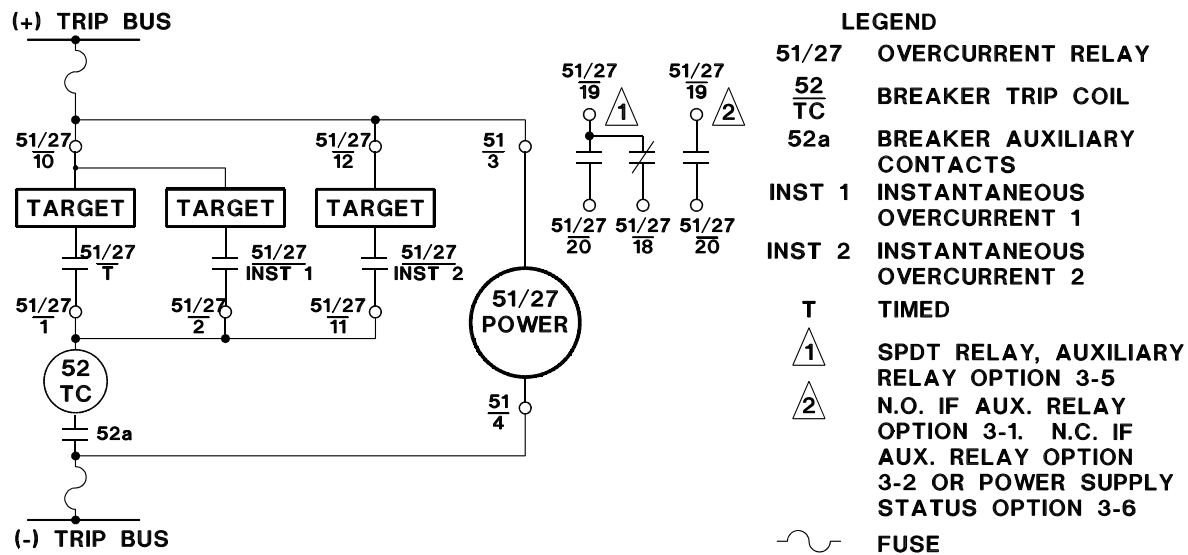 (+) TRIP BUS
51/27
10
51/27
12
51
3
TARGET
TARGET
TARGET
51/27
T
51/27
INST 1
51/27
INST 2
51/27
1
51/27
2
51/27
11
51/27
POWER
52
TC
52a
51
4
(-) TRIP BUS
51/27
19
1
51/27
19
2
51/27
20
51/27
18
51/27
20
LEGEND
51/27 OVERCURRENT RELAY
52
TC
BREAKER TRIP COIL
52a BREAKER AUXILIARY
CONTACTS
INST 1 INSTANTANEOUS
OVERCURRENT 1
INST 2 INSTANTANEOUS
OVERCURRENT 2
T TIMED
1 SPDT RELAY, AUXILIARY
RELAY OPTION 3-5
2 N.O. IF AUX. RELAY
OPTION 3-1. N.C. IF
AUX. RELAY OPTION
3-2 OR POWER SUPPLY
STATUS OPTION 3-6
FUSE